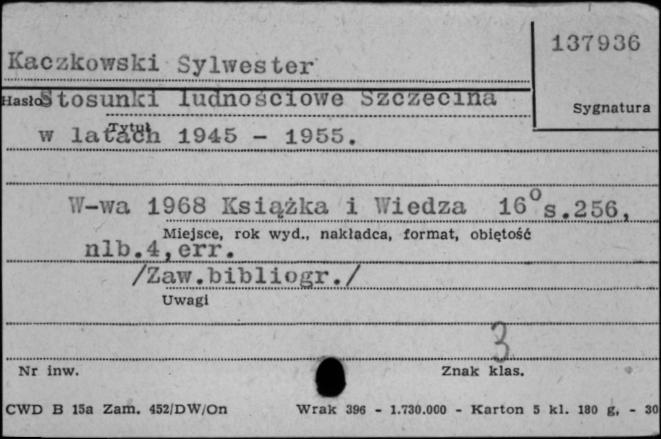 137936
Kaczkowski Sylwester
Hasło Stosunki ludnościowe Szczecina
Sygnatura
Tytuł
w latach 1945 - 1955.
W-wa 1968 Książka i Wiedza 16° s.256,
Miejsce, rok wyd., nakładca, format, objętość
nlb.4,err.
/Zaw.bibliogr./
Uwagi
3
Nr inw. Znak klas.
CWD B 15a Zam. 452/DW/On Wrak 396 - 1.730.000 - Karton 5 kl. 180 g, - 30